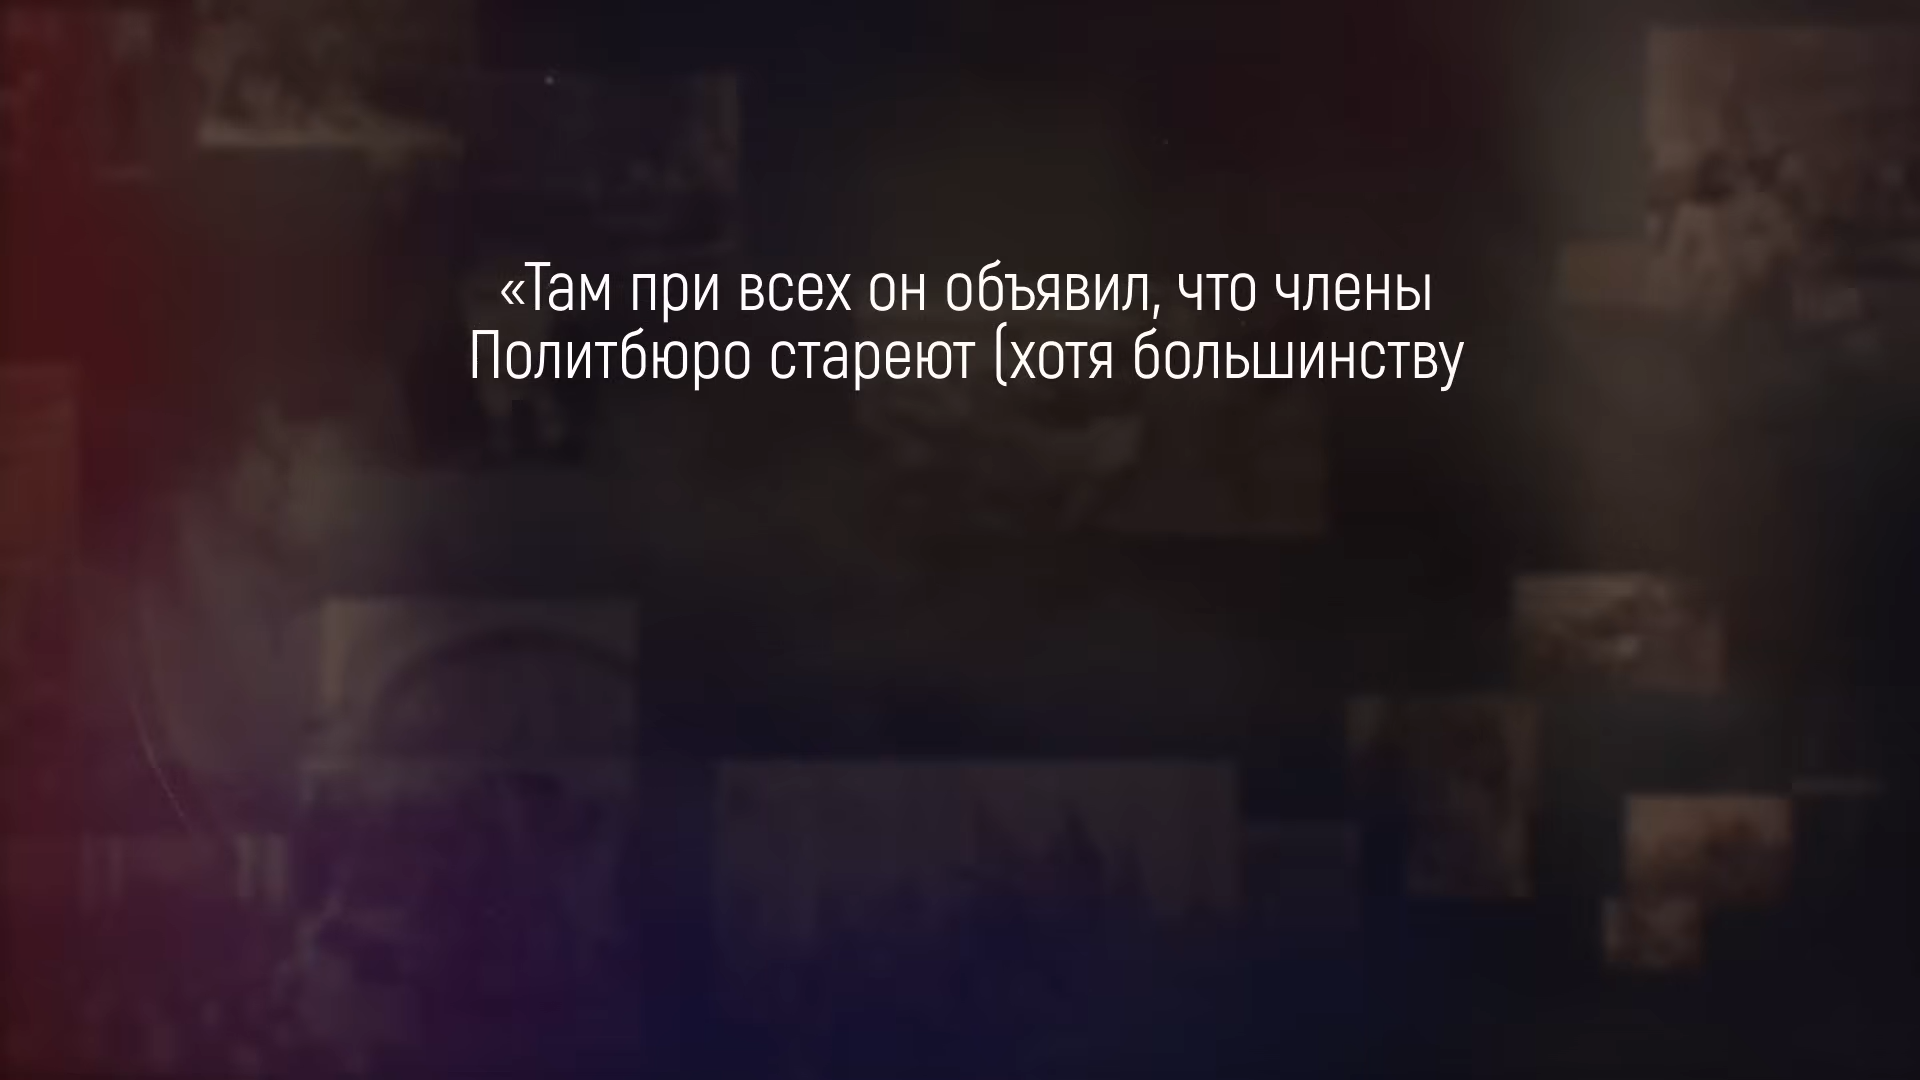 «Там при всех он объявил, что члены
Политбюро стареют (хотя большинству